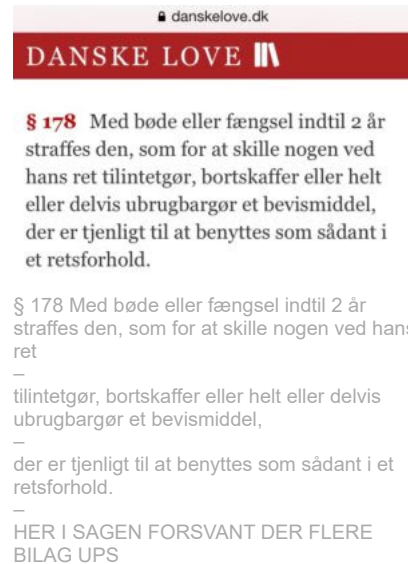 danskelove.dk
DANSKE LOVE
§ 178 Med bøde eller fængsel indtil 2 år
straffes den, som for at skille nogen ved
hans ret tilintetgør, bortskaffer eller helt
eller delvis ubrugbargør et bevismiddel,
der er tjenligt til at benyttes som sådant i
et retsforhold.
§ 178 Med bøde eller fængsel indtil 2 år
straffes den, som for at skille nogen ved hans
ret
–
tilintetgør, bortskaffer eller helt eller delvis
ubrugbargør et bevismiddel,
–
der er tjenligt til at benyttes som sådant i et
retsforhold.
–
HER I SAGEN FORSVANT DER FLERE
BILAG UPS